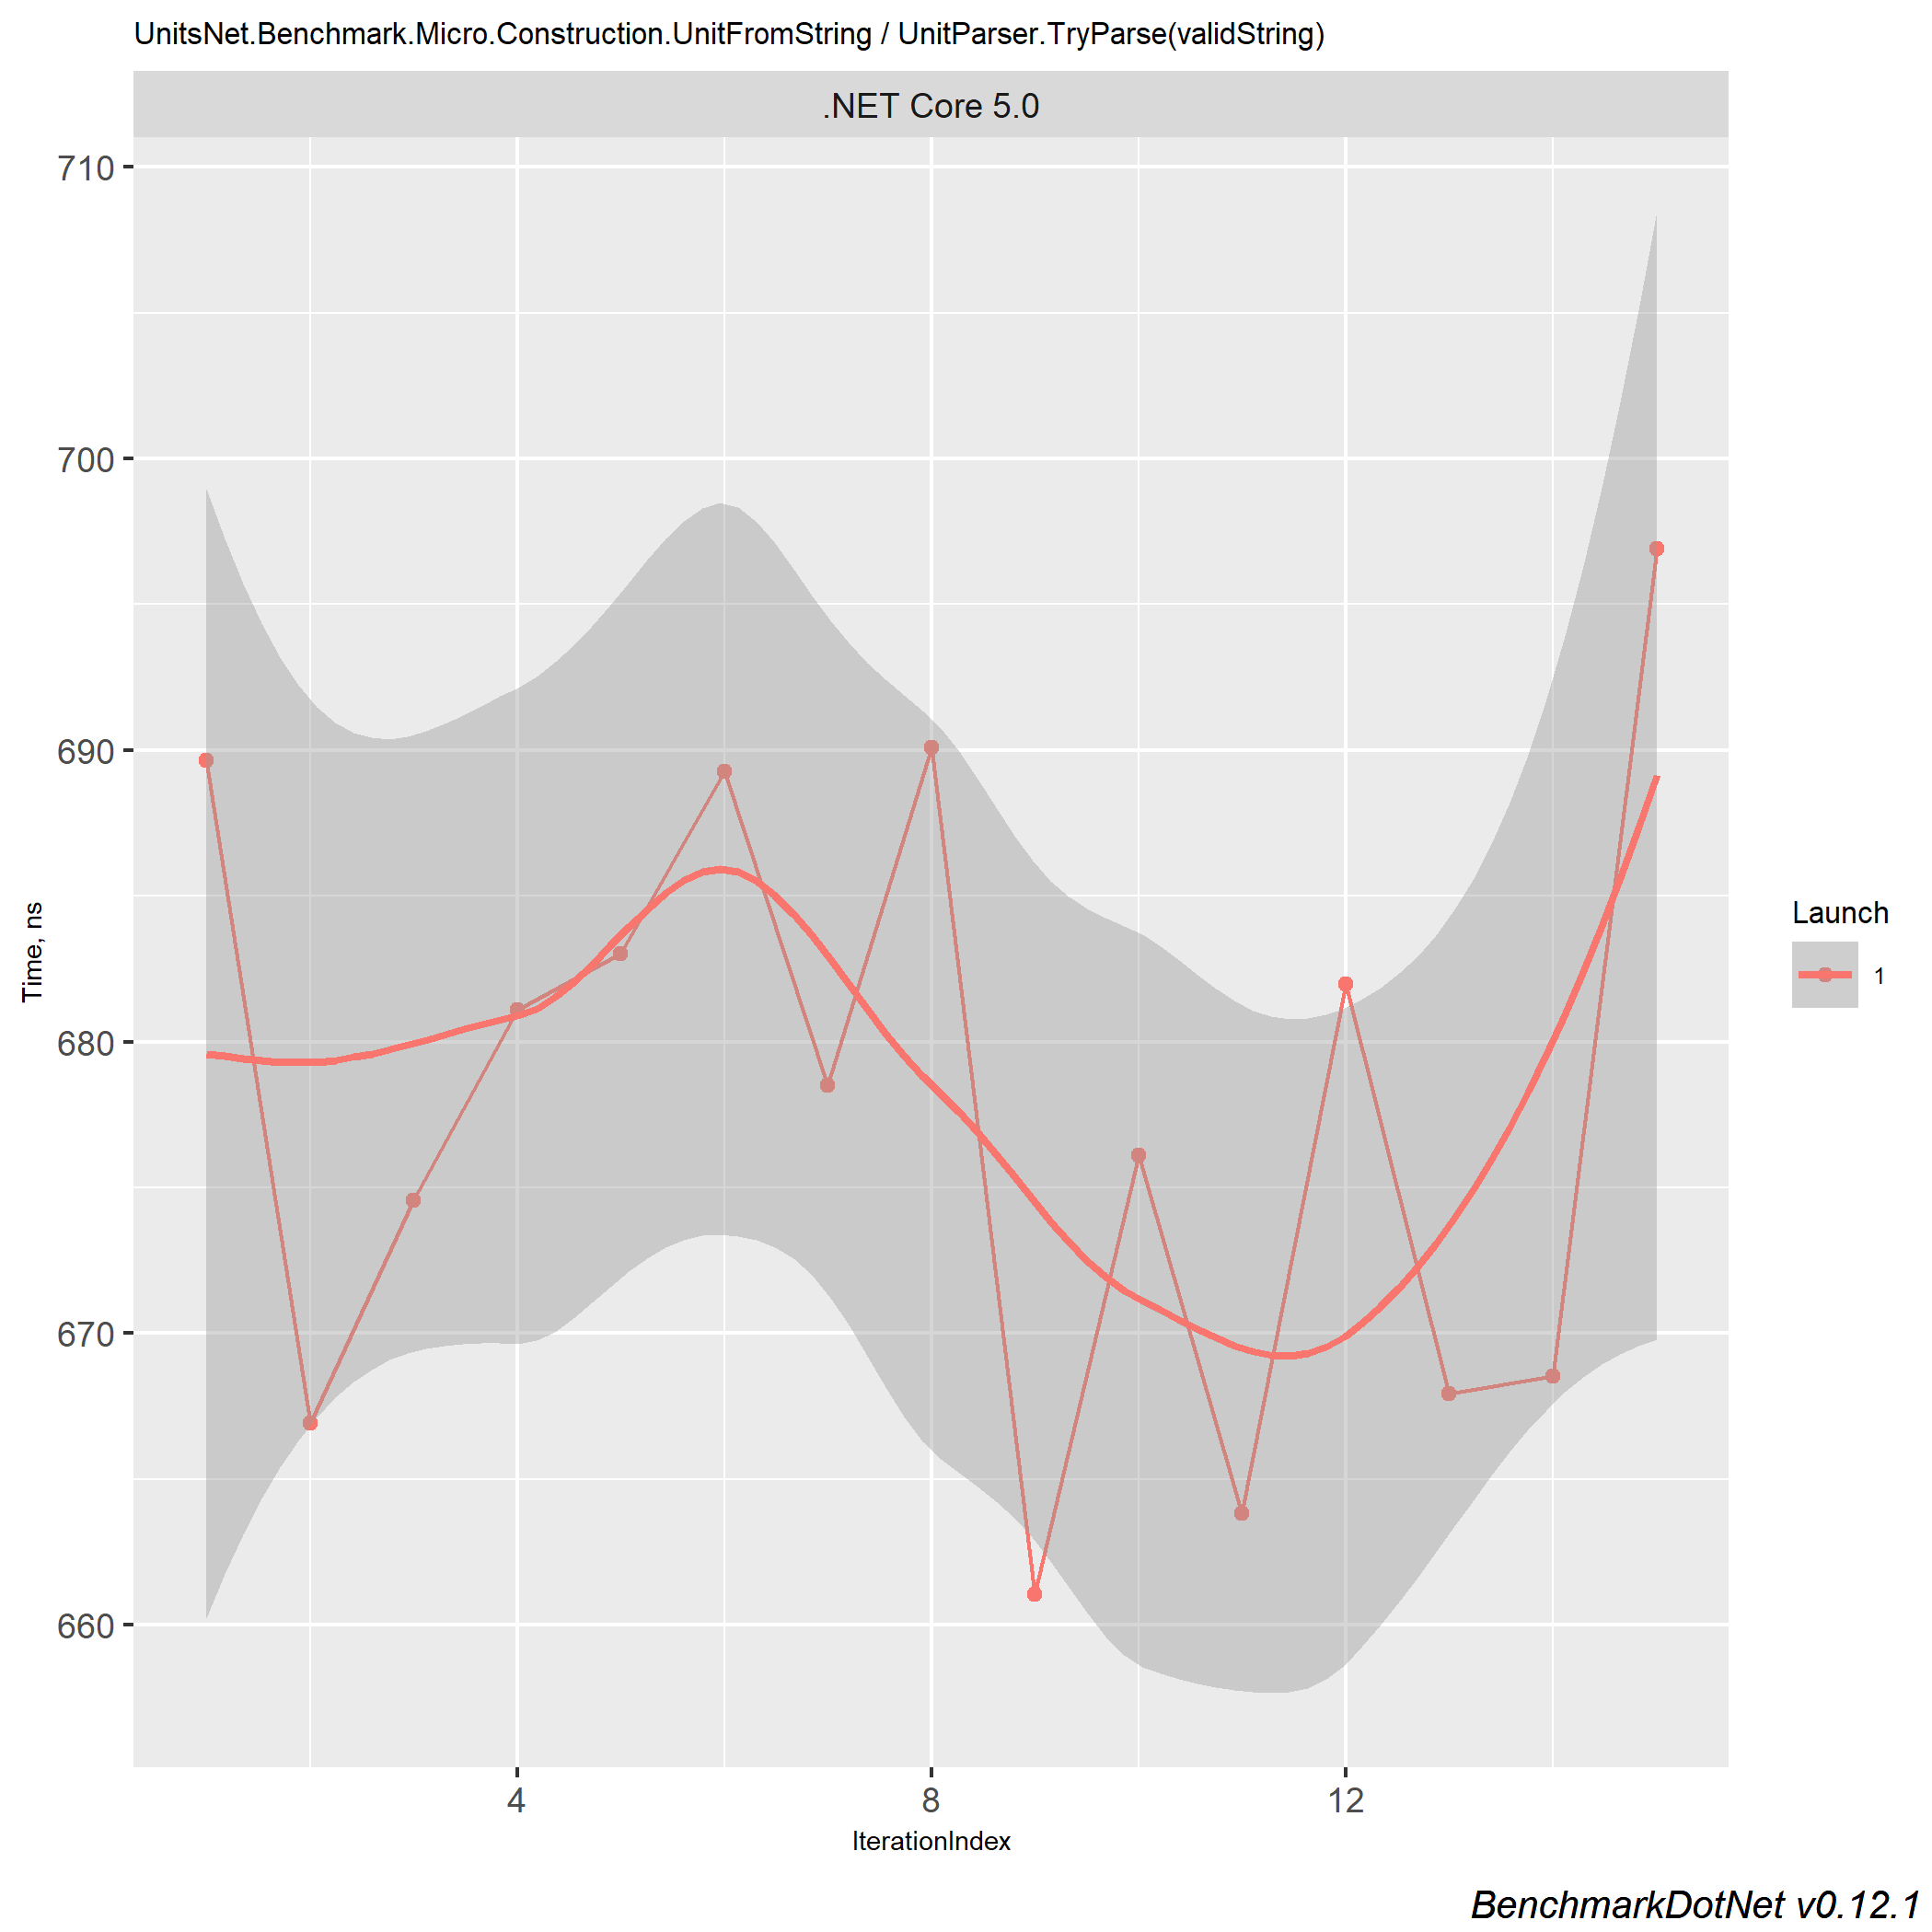 UnitsNet.Benchmark.Micro.Construction.UnitFromString / UnitParser.TryParse(validString)
.NET Core 5.0
710
700
690
680
670
660
Time, ns
4 8 12
IterationIndex
Launch
1
BenchmarkDotNet v0.12.1